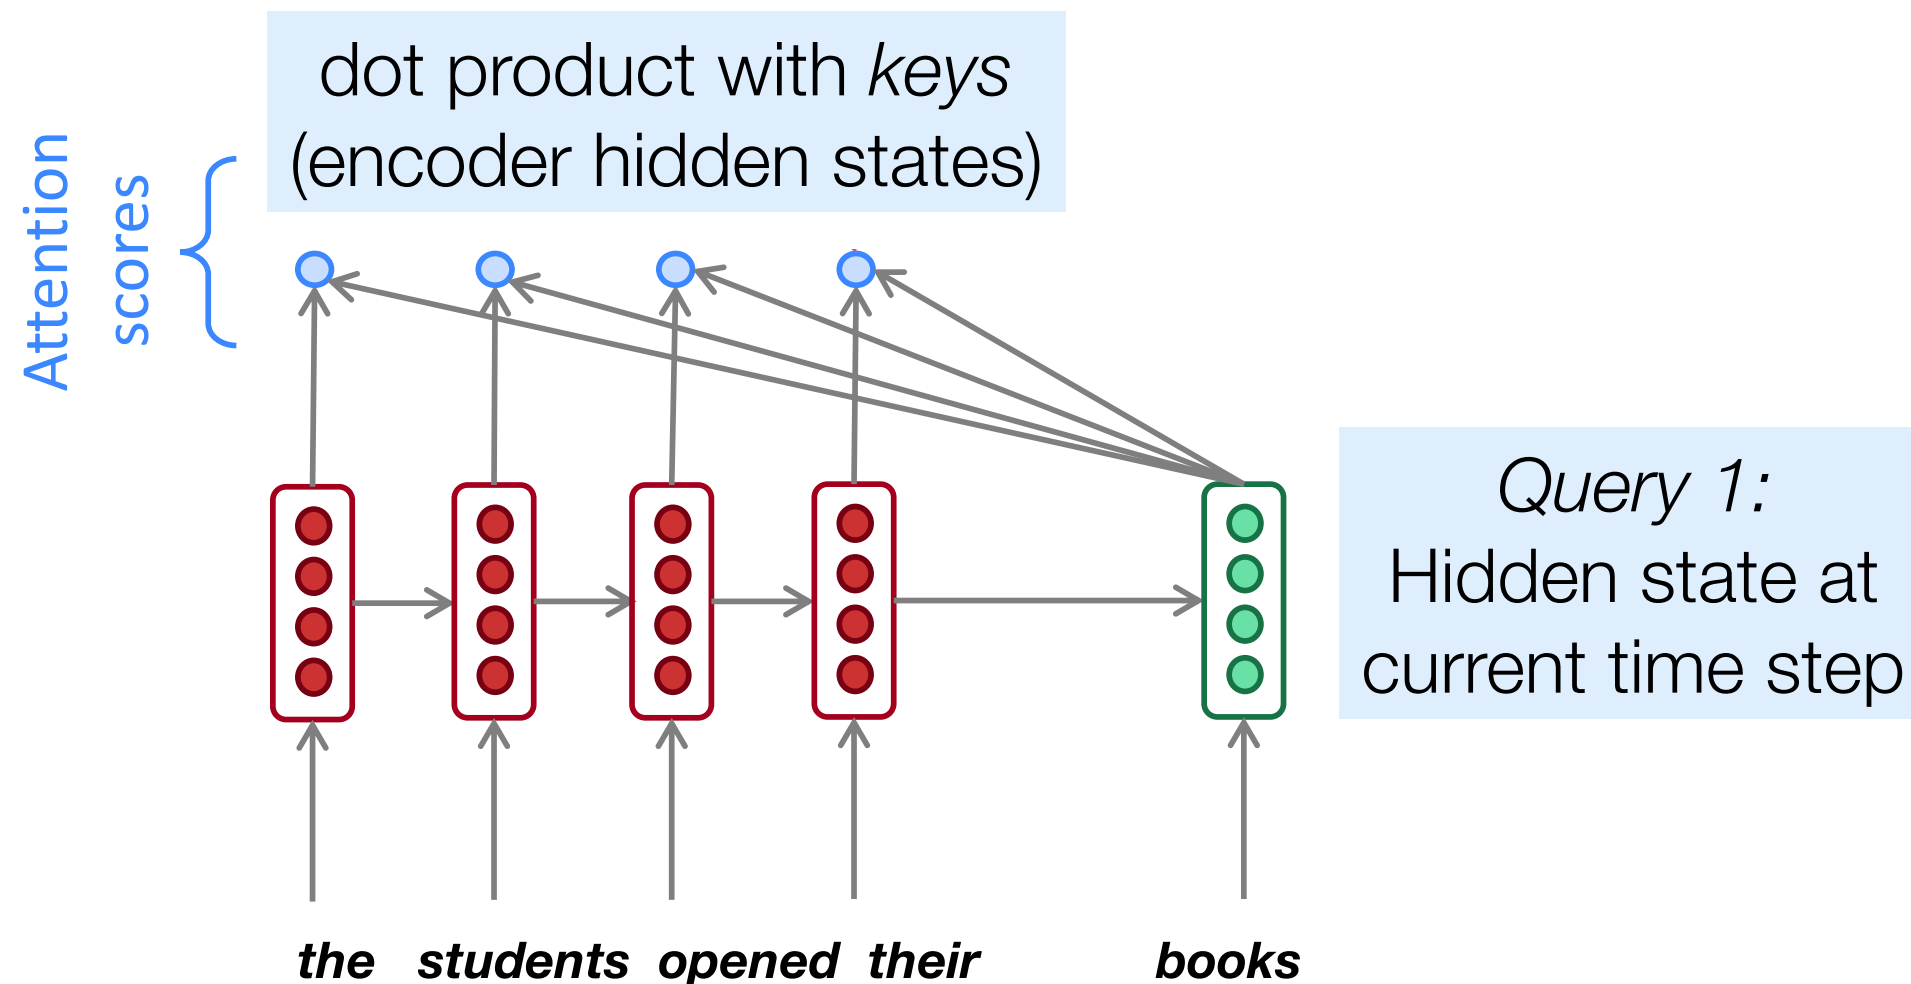 dot product with keys
(encoder hidden states)
Attention
scores
Query 1:
Hidden state at
current time step
the students opened their books